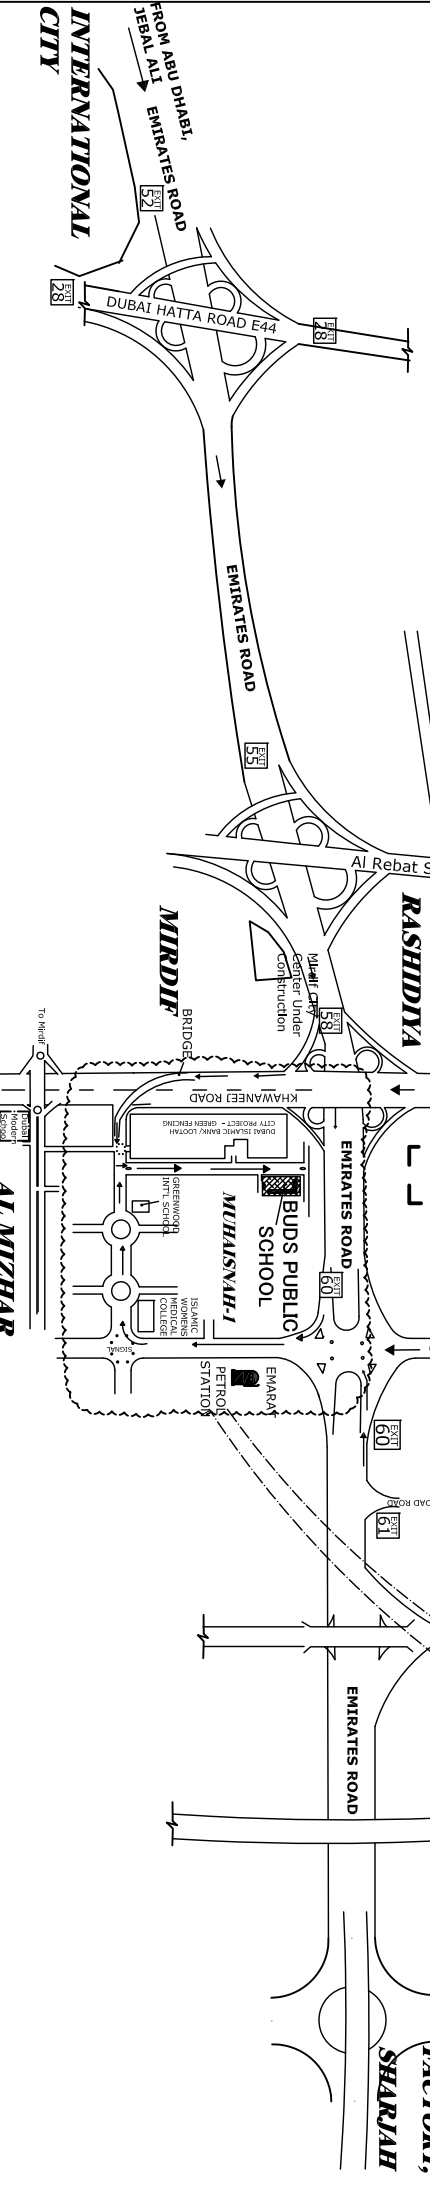 FROM ABU DHABI,
JEBAL ALI
INTERNATIONAL
CITY
EMIRATES ROAD
EXIT
52
EXIT
28
DUBAI HATTA ROAD E44
EXIT
28
EMIRATES ROAD
EXIT
55
Al Rebat S
RASHIDIYA
MIRDIF
Mirdif City
Center Under
Construction
EXIT
58
BRIDGE
To Mirdif
KHAWANEEJ ROAD
DUBAI ISLAMIC BANK/ LOOTAH
CITY PROJECT - GREEN FENCING
Dubai
Modern
School
EMIRATES ROAD
GREENWOOD
INT'L SCHOOL
MUHAISNAH-1
BUDS PUBLIC
SCHOOL
AL MIZHAR
EXIT
60
ISLAMIC
WOMENS
MEDICAL
COLLEGE
SIGNAL
EMARAT
PETROL
STATION
EXIT
60
OAD ROAD
EXIT
61
EMIRATES ROAD
FACTORY,
SHARJAH